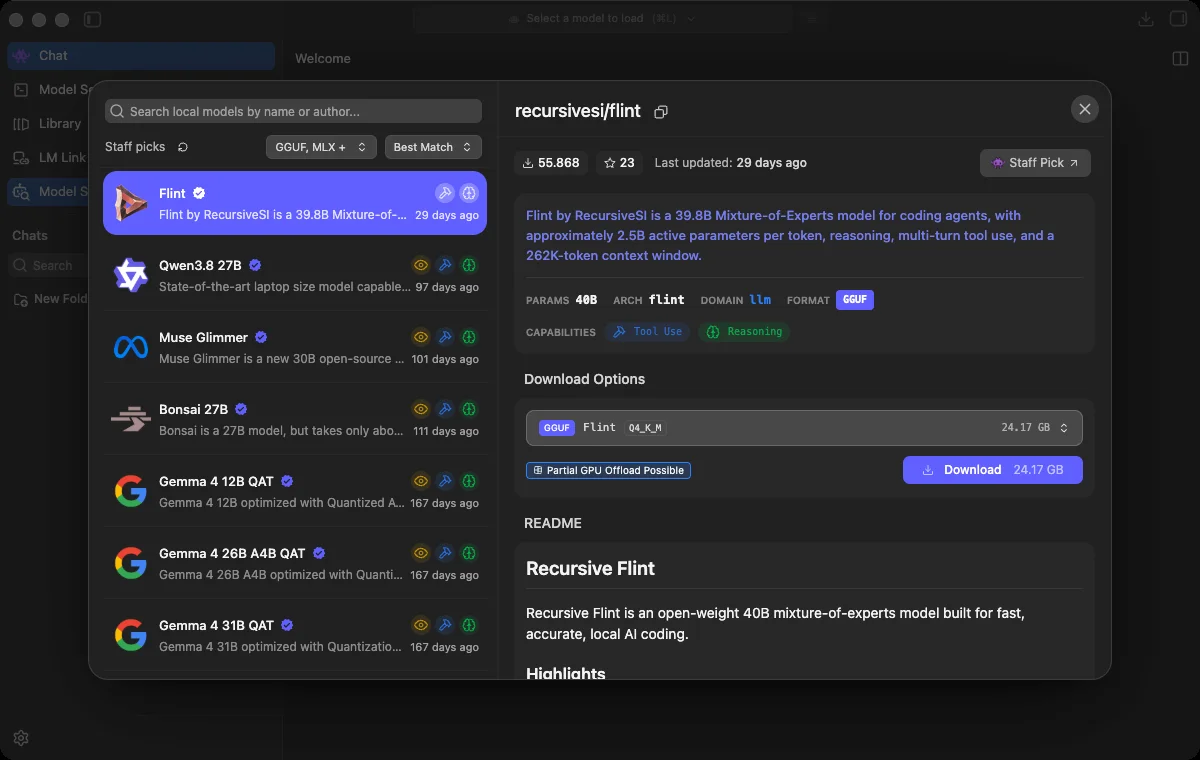 Select a model to load (⌘L)
Chat
Welcome
Model Se
Library
LM Link
Model S
Chats
Search
New Fold
Search local models by name or author...
Staff picks
GGUF, MLX +
Best Match
Flint
Flint by RecursiveSI is a 39.8B Mixture-of-... 29 days ago
Qwen3.8 27B
State-of-the-art laptop size model capable... 97 days ago
Muse Glimmer
Muse Glimmer is a new 30B open-source ... 101 days ago
Bonsai 27B
Bonsai is a 27B model, but takes only abo... 111 days ago
Gemma 4 12B QAT
Gemma 4 12B optimized with Quantized A... 167 days ago
Gemma 4 26B A4B QAT
Gemma 4 26B A4B optimized with Quanti... 167 days ago
Gemma 4 31B QAT
Gemma 4 31B optimized with Quantizatio... 167 days ago
recursivesi/flint
55.868 23 Last updated: 29 days ago
Staff Pick
Flint by RecursiveSI is a 39.8B Mixture-of-Experts model for coding agents, with
approximately 2.5B active parameters per token, reasoning, multi-turn tool use, and a
262K-token context window.
PARAMS 40B ARCH flint DOMAIN llm FORMAT GGUF
CAPABILITIES Tool Use Reasoning
Download Options
GGUF Flint Q4_K_M 24.17 GB
Partial GPU Offload Possible
Download 24.17 GB
README
Recursive Flint
Recursive Flint is an open-weight 40B mixture-of-experts model built for fast,
accurate, local AI coding.
Highlights